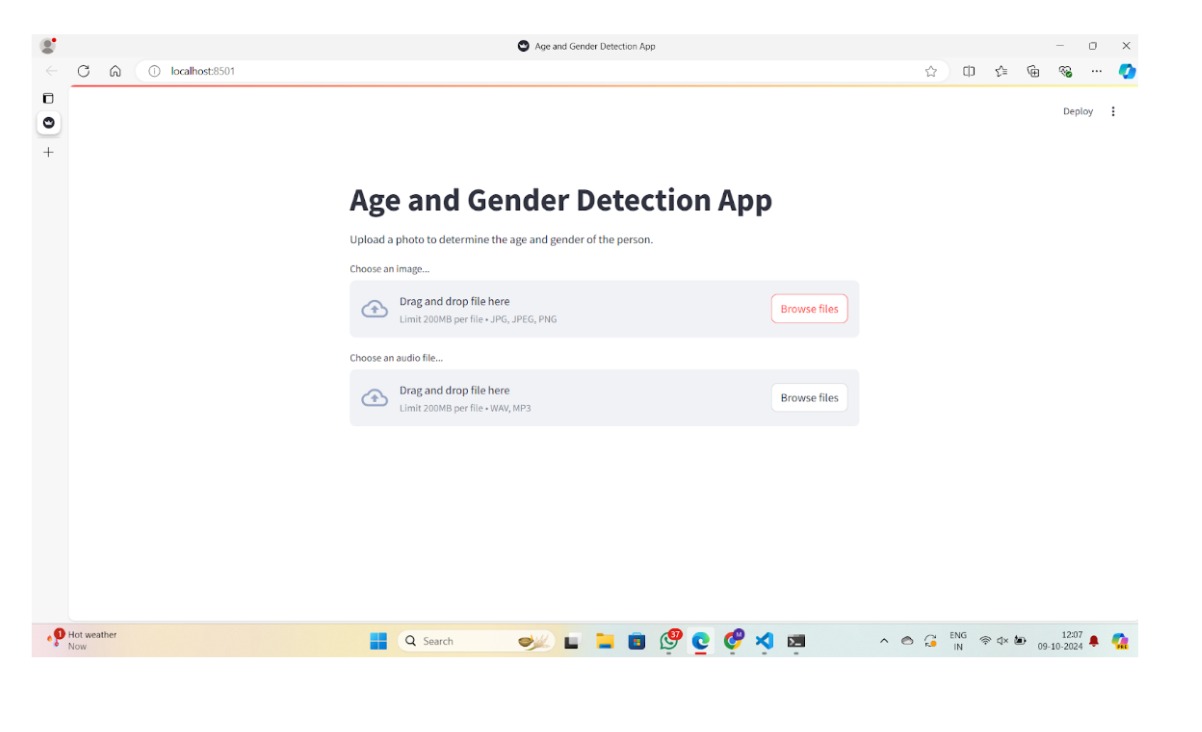 Age and Gender Detection App
localhost:8501
Deploy
Age and Gender Detection App
Upload a photo to determine the age and gender of the person.
Choose an image...
Drag and drop file here
Limit 200MB per file • JPG, JPEG, PNG
Browse files
Choose an audio file...
Drag and drop file here
Limit 200MB per file • WAV, MP3
Browse files
1
Hot weather
Now
Search
37
M
ENG
IN
12:07
09-10-2024
PRE